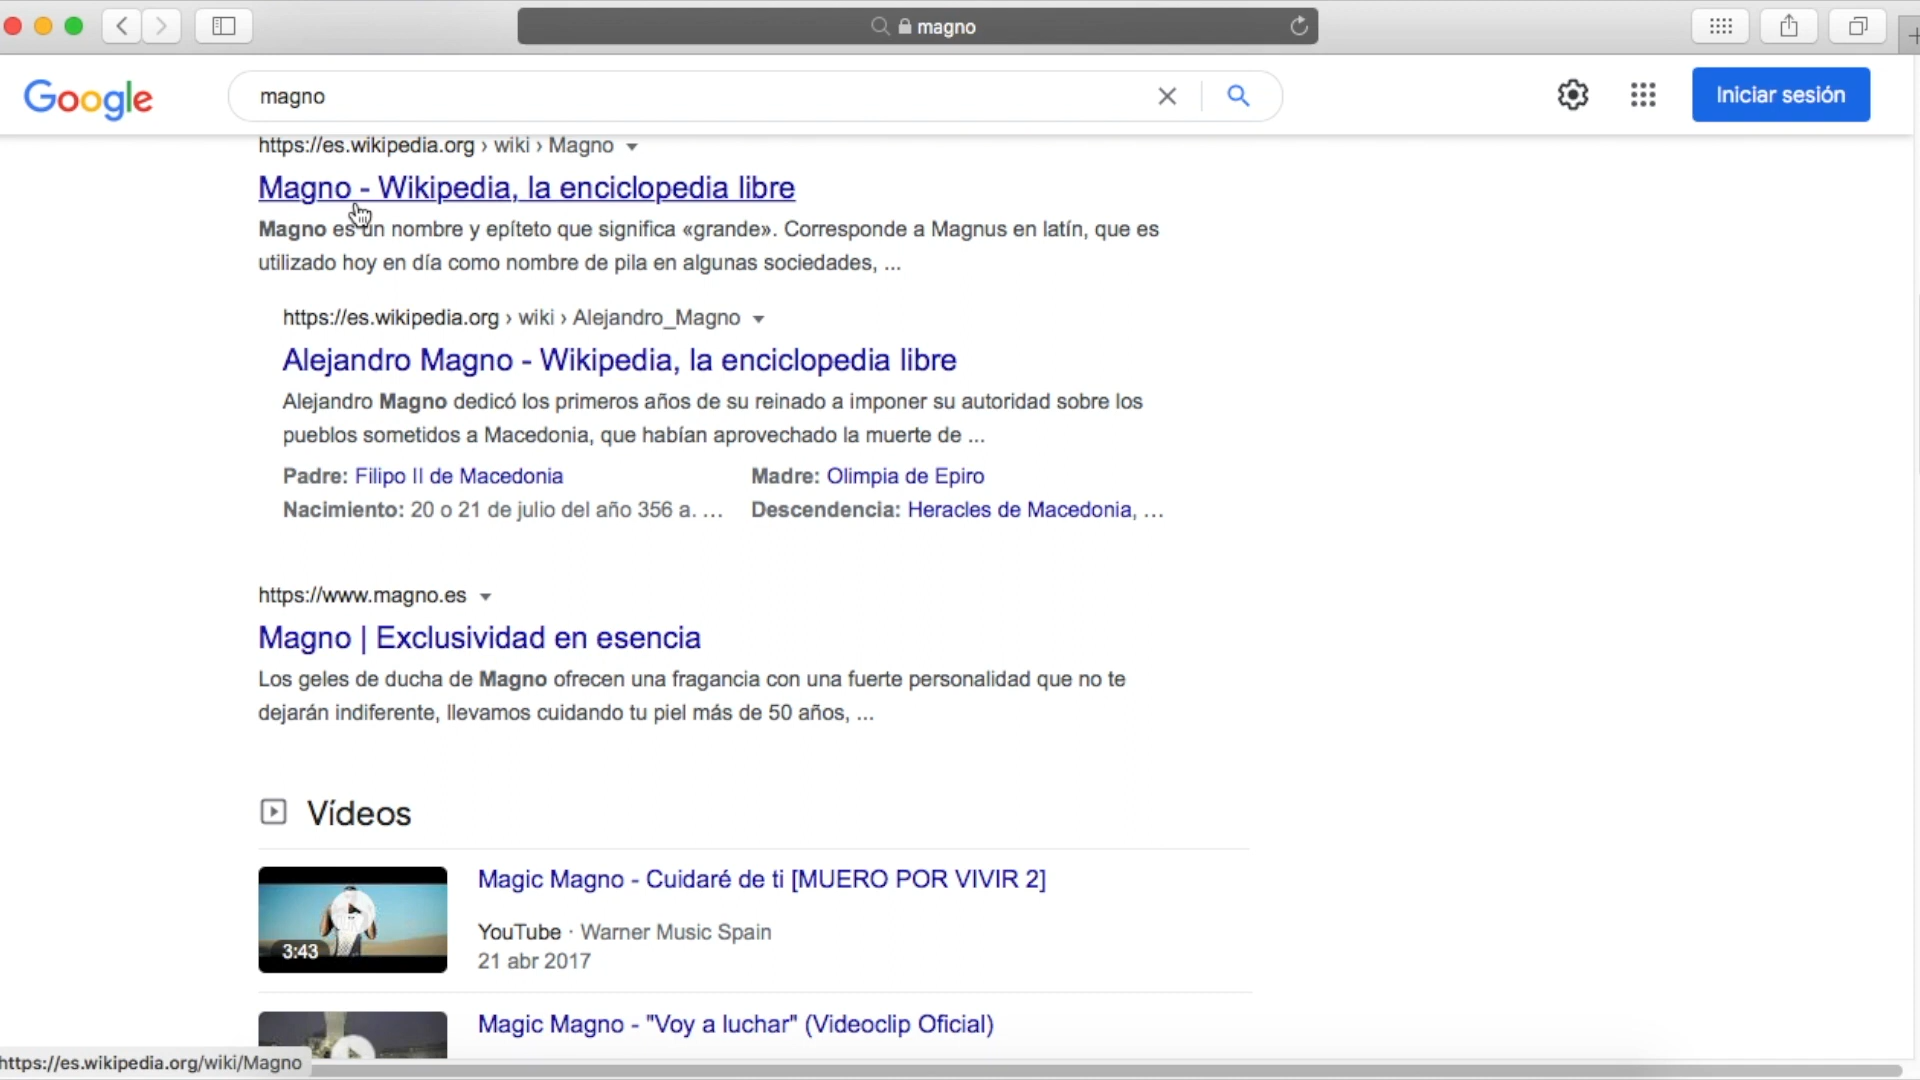 magno
Google
magno
Iniciar sesión
https://es.wikipedia.org › wiki › Magno
Magno - Wikipedia, la enciclopedia libre
Magno es un nombre y epíteto que significa «grande». Corresponde a Magnus en latín, que es
utilizado hoy en día como nombre de pila en algunas sociedades, ...
https://es.wikipedia.org › wiki › Alejandro_Magno
Alejandro Magno - Wikipedia, la enciclopedia libre
Alejandro Magno dedicó los primeros años de su reinado a imponer su autoridad sobre los
pueblos sometidos a Macedonia, que habían aprovechado la muerte de ...
Padre: Filipo II de Macedonia
Madre: Olimpia de Epiro
Nacimiento: 20 o 21 de julio del año 356 a. ...
Descendencia: Heracles de Macedonia, ...
https://www.magno.es
Magno | Exclusividad en esencia
Los geles de ducha de Magno ofrecen una fragancia con una fuerte personalidad que no te
dejarán indiferente, llevamos cuidando tu piel más de 50 años, ...
Vídeos
3:43
Magic Magno - Cuidaré de ti [MUERO POR VIVIR 2]
YouTube · Warner Music Spain
21 abr 2017
Magic Magno - "Voy a luchar" (Videoclip Oficial)
https://es.wikipedia.org/wiki/Magno